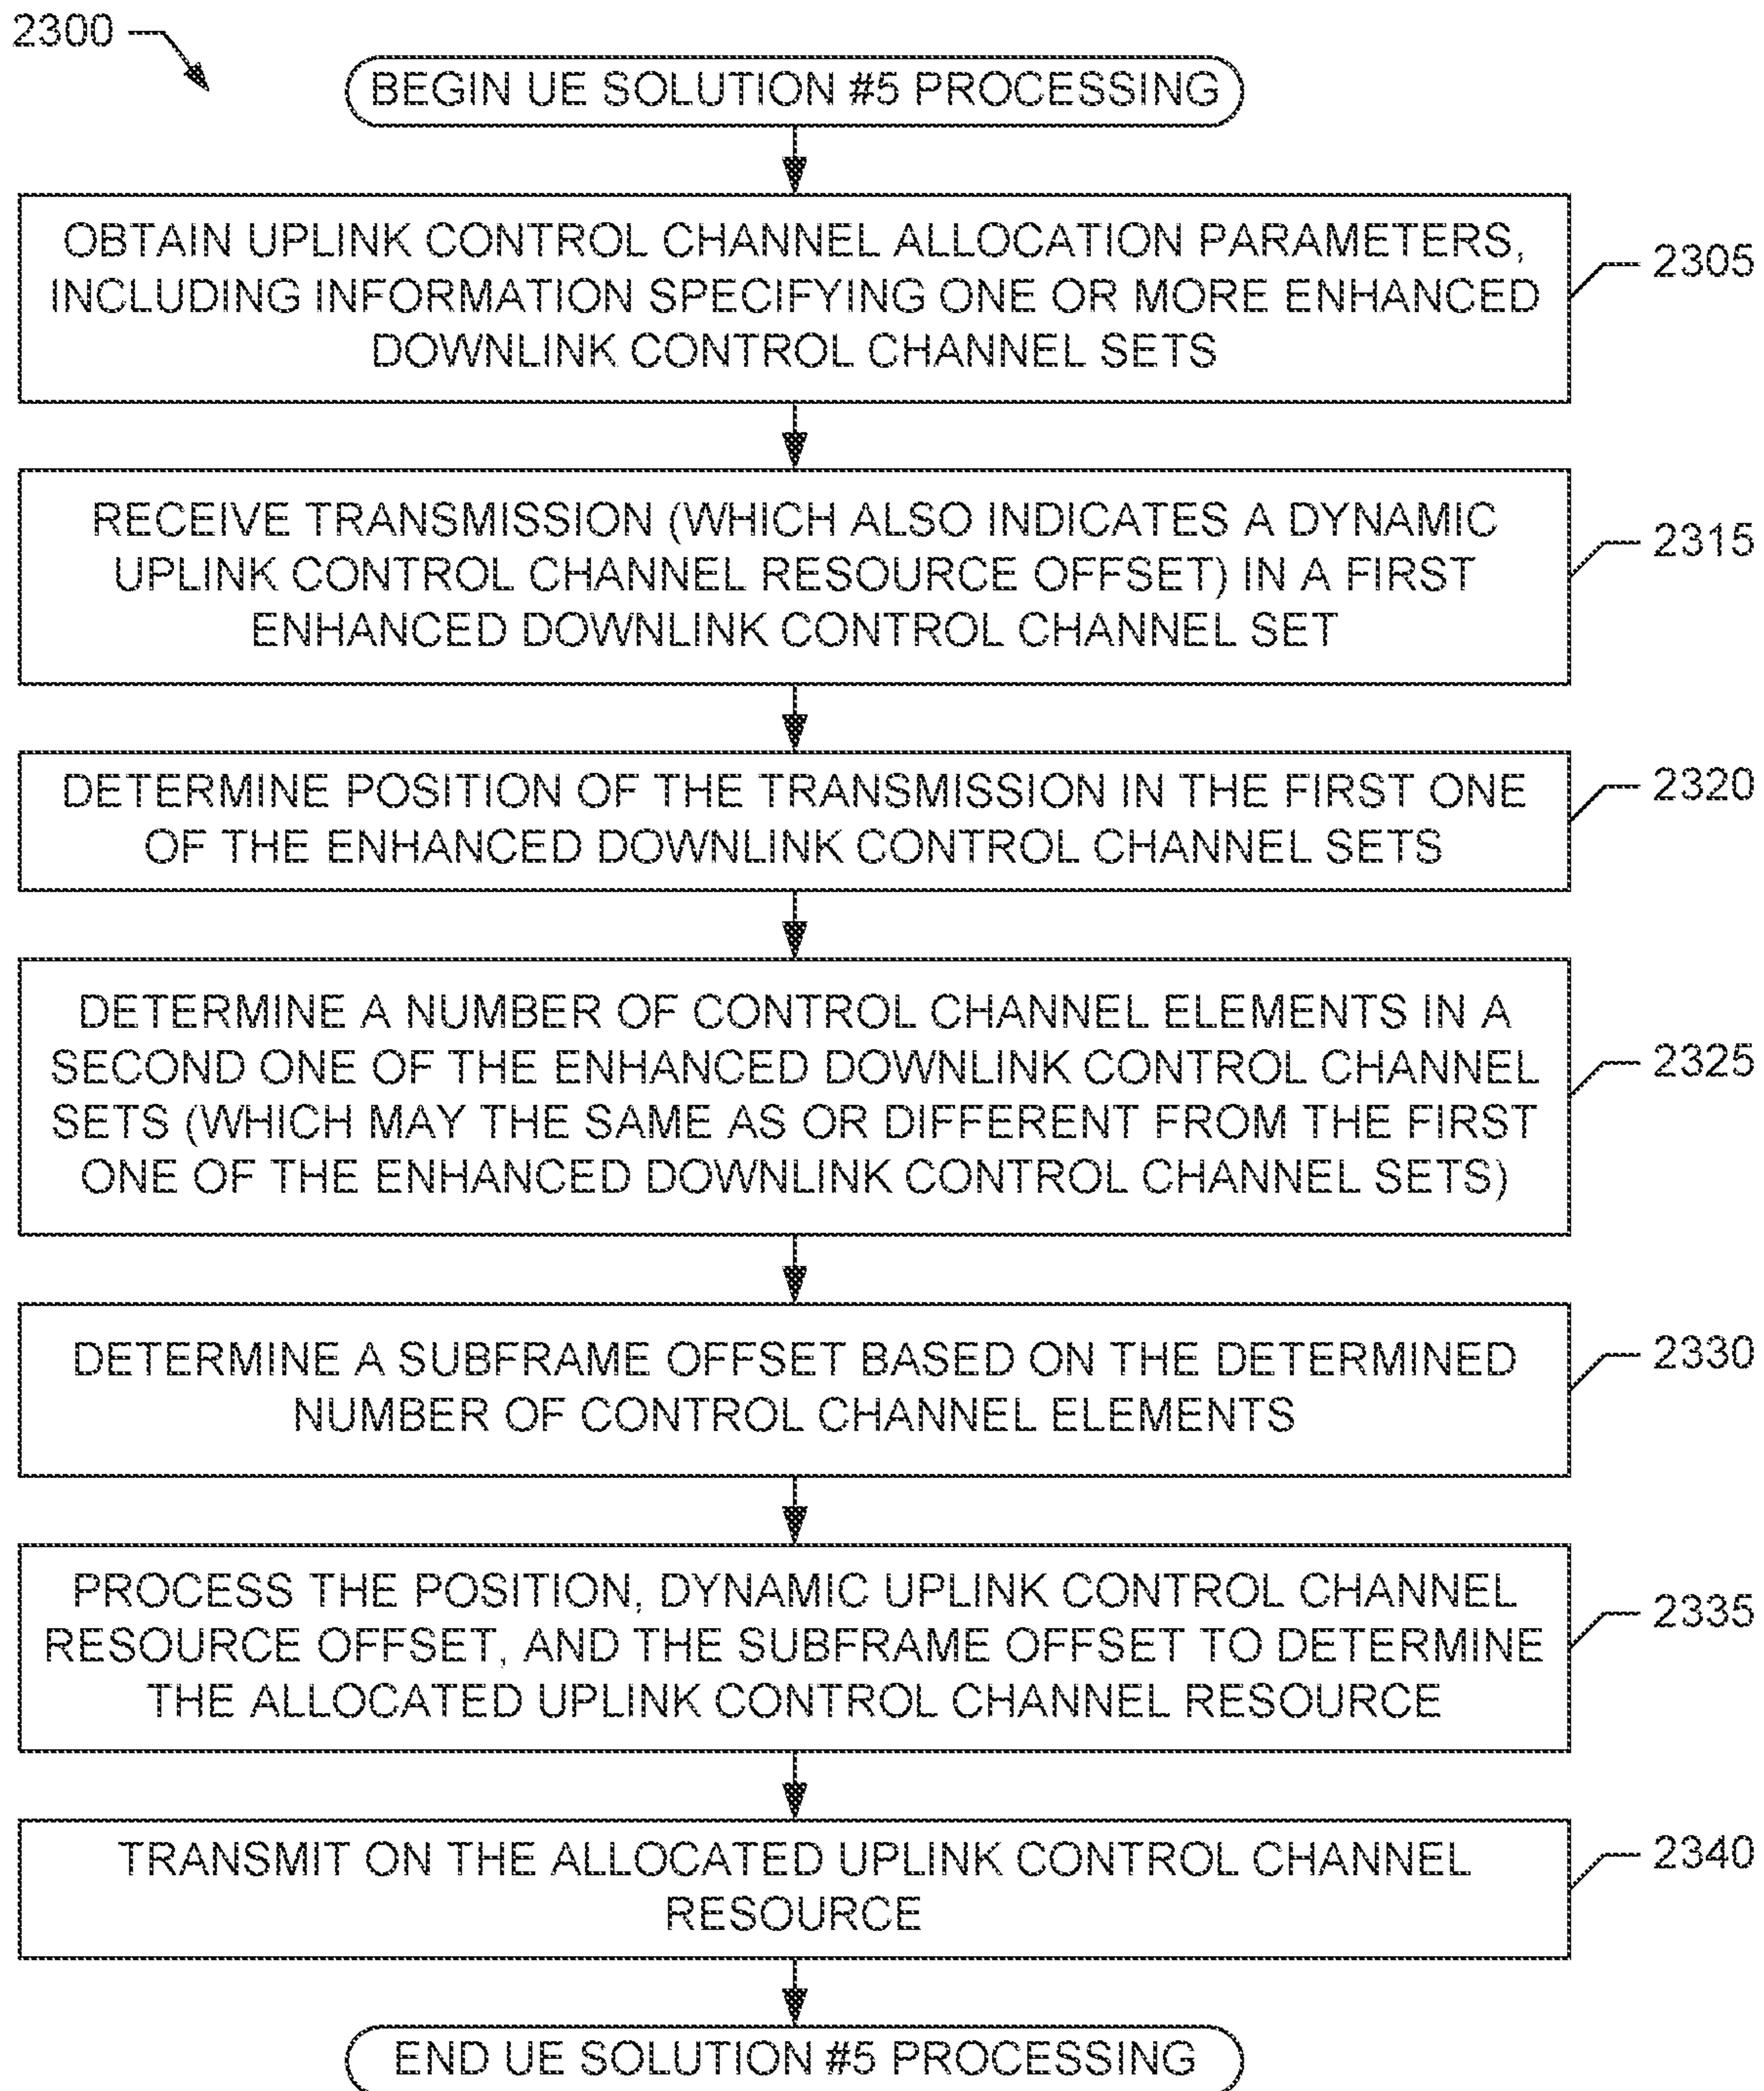 2300
BEGIN UE SOLUTION #5 PROCESSING
OBTAIN UPLINK CONTROL CHANNEL ALLOCATION PARAMETERS,
INCLUDING INFORMATION SPECIFYING ONE OR MORE ENHANCED
DOWNLINK CONTROL CHANNEL SETS
2305
RECEIVE TRANSMISSION (WHICH ALSO INDICATES A DYNAMIC
UPLINK CONTROL CHANNEL RESOURCE OFFSET) IN A FIRST
ENHANCED DOWNLINK CONTROL CHANNEL SET
2315
DETERMINE POSITION OF THE TRANSMISSION IN THE FIRST ONE
OF THE ENHANCED DOWNLINK CONTROL CHANNEL SETS
2320
DETERMINE A NUMBER OF CONTROL CHANNEL ELEMENTS IN A
SECOND ONE OF THE ENHANCED DOWNLINK CONTROL CHANNEL
SETS (WHICH MAY THE SAME AS OR DIFFERENT FROM THE FIRST
ONE OF THE ENHANCED DOWNLINK CONTROL CHANNEL SETS)
2325
DETERMINE A SUBFRAME OFFSET BASED ON THE DETERMINED
NUMBER OF CONTROL CHANNEL ELEMENTS
2330
PROCESS THE POSITION, DYNAMIC UPLINK CONTROL CHANNEL
RESOURCE OFFSET, AND THE SUBFRAME OFFSET TO DETERMINE
THE ALLOCATED UPLINK CONTROL CHANNEL RESOURCE
2335
TRANSMIT ON THE ALLOCATED UPLINK CONTROL CHANNEL
RESOURCE
2340
END UE SOLUTION #5 PROCESSING